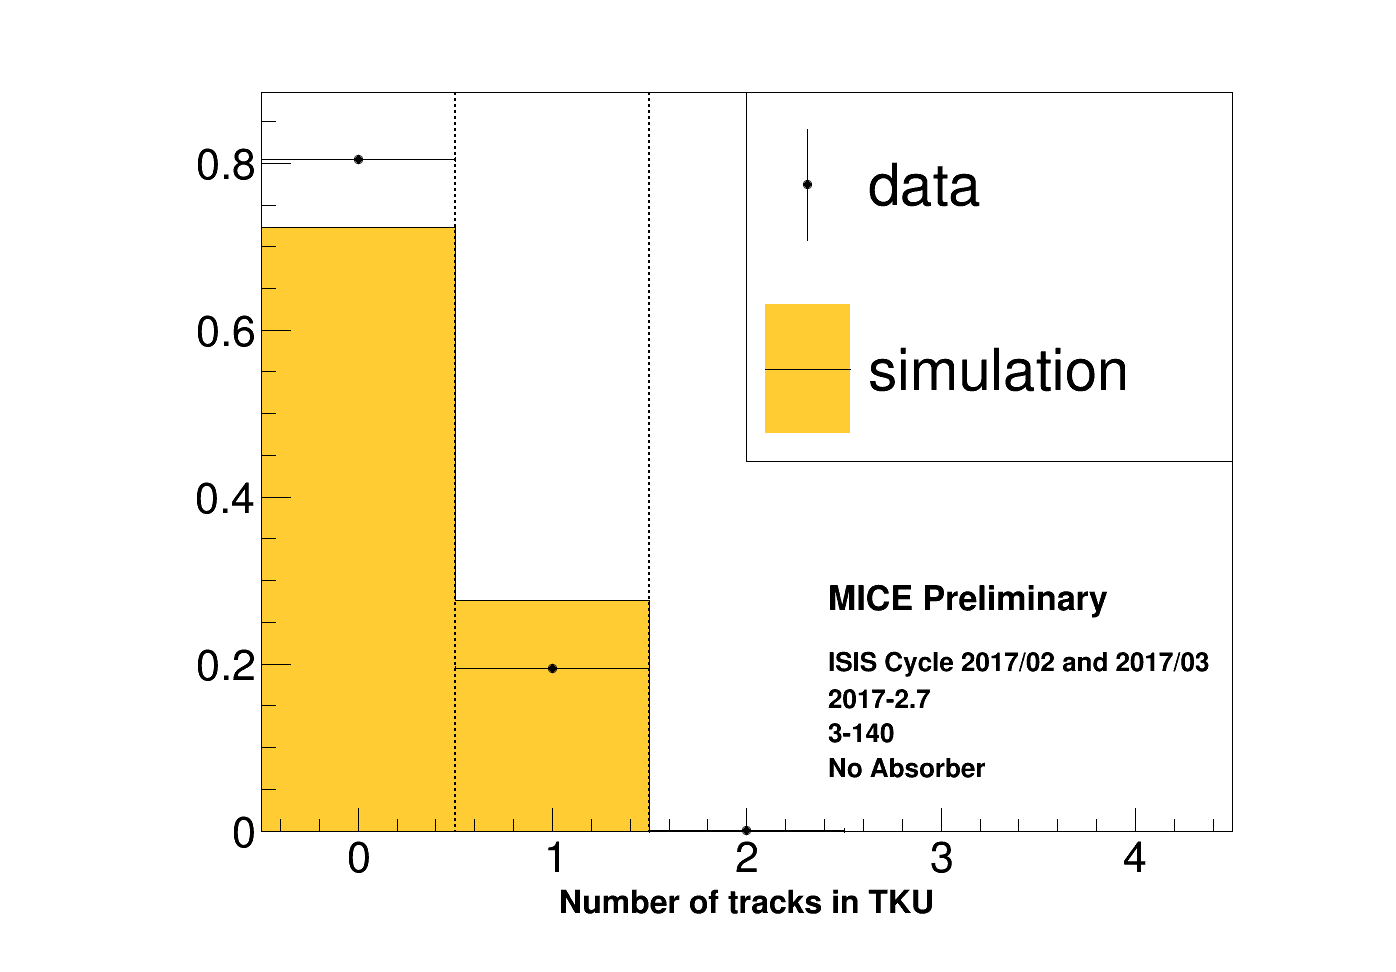 0.8
0.6
0.4
0.2
0
0 1 2 3 4
Number of tracks in TKU
data
simulation
MICE Preliminary
ISIS Cycle 2017/02 and 2017/03
2017-2.7
3-140
No Absorber